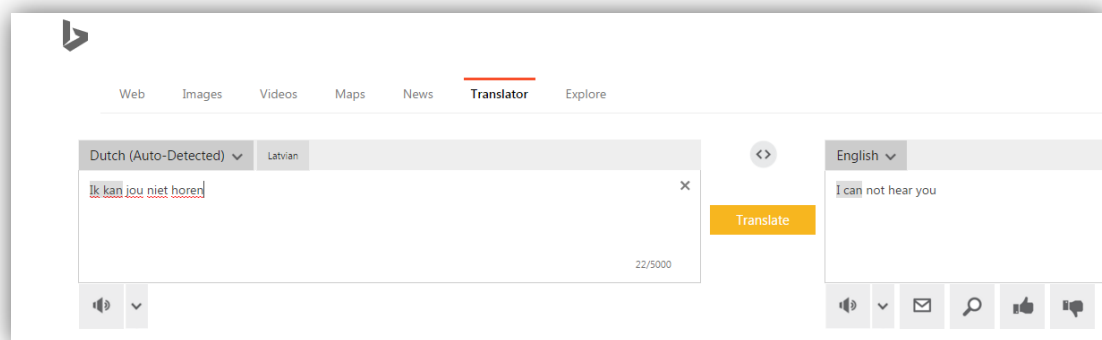 Web Images Videos Maps News Translator Explore
Dutch (Auto-Detected) Latvian English
Ik kan jou niet horen I can not hear you
Translate
22/5000